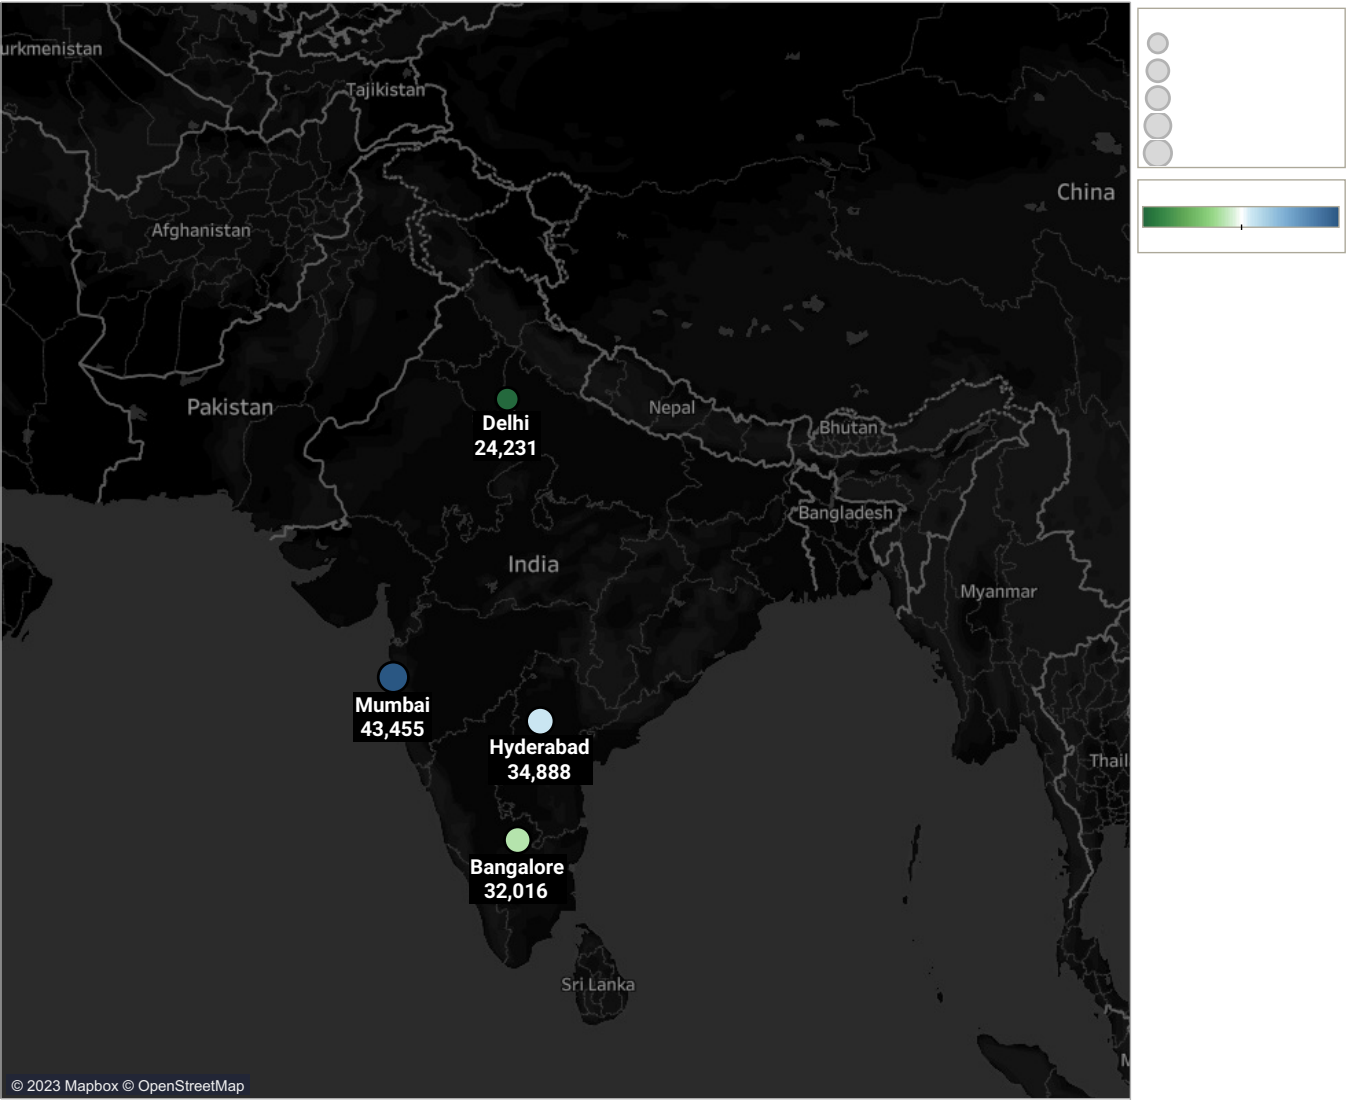 urkmenistan
Tajikistan
China
Afghanistan
Pakistan
Nepal
Delhi
24,231
Bhutan
Bangladesh
India
Myanmar
Mumbai
43,455
Hyderabad
34,888
Thail
Bangalore
32,016
Sri Lanka
M
© 2023 Mapbox © OpenStreetMap